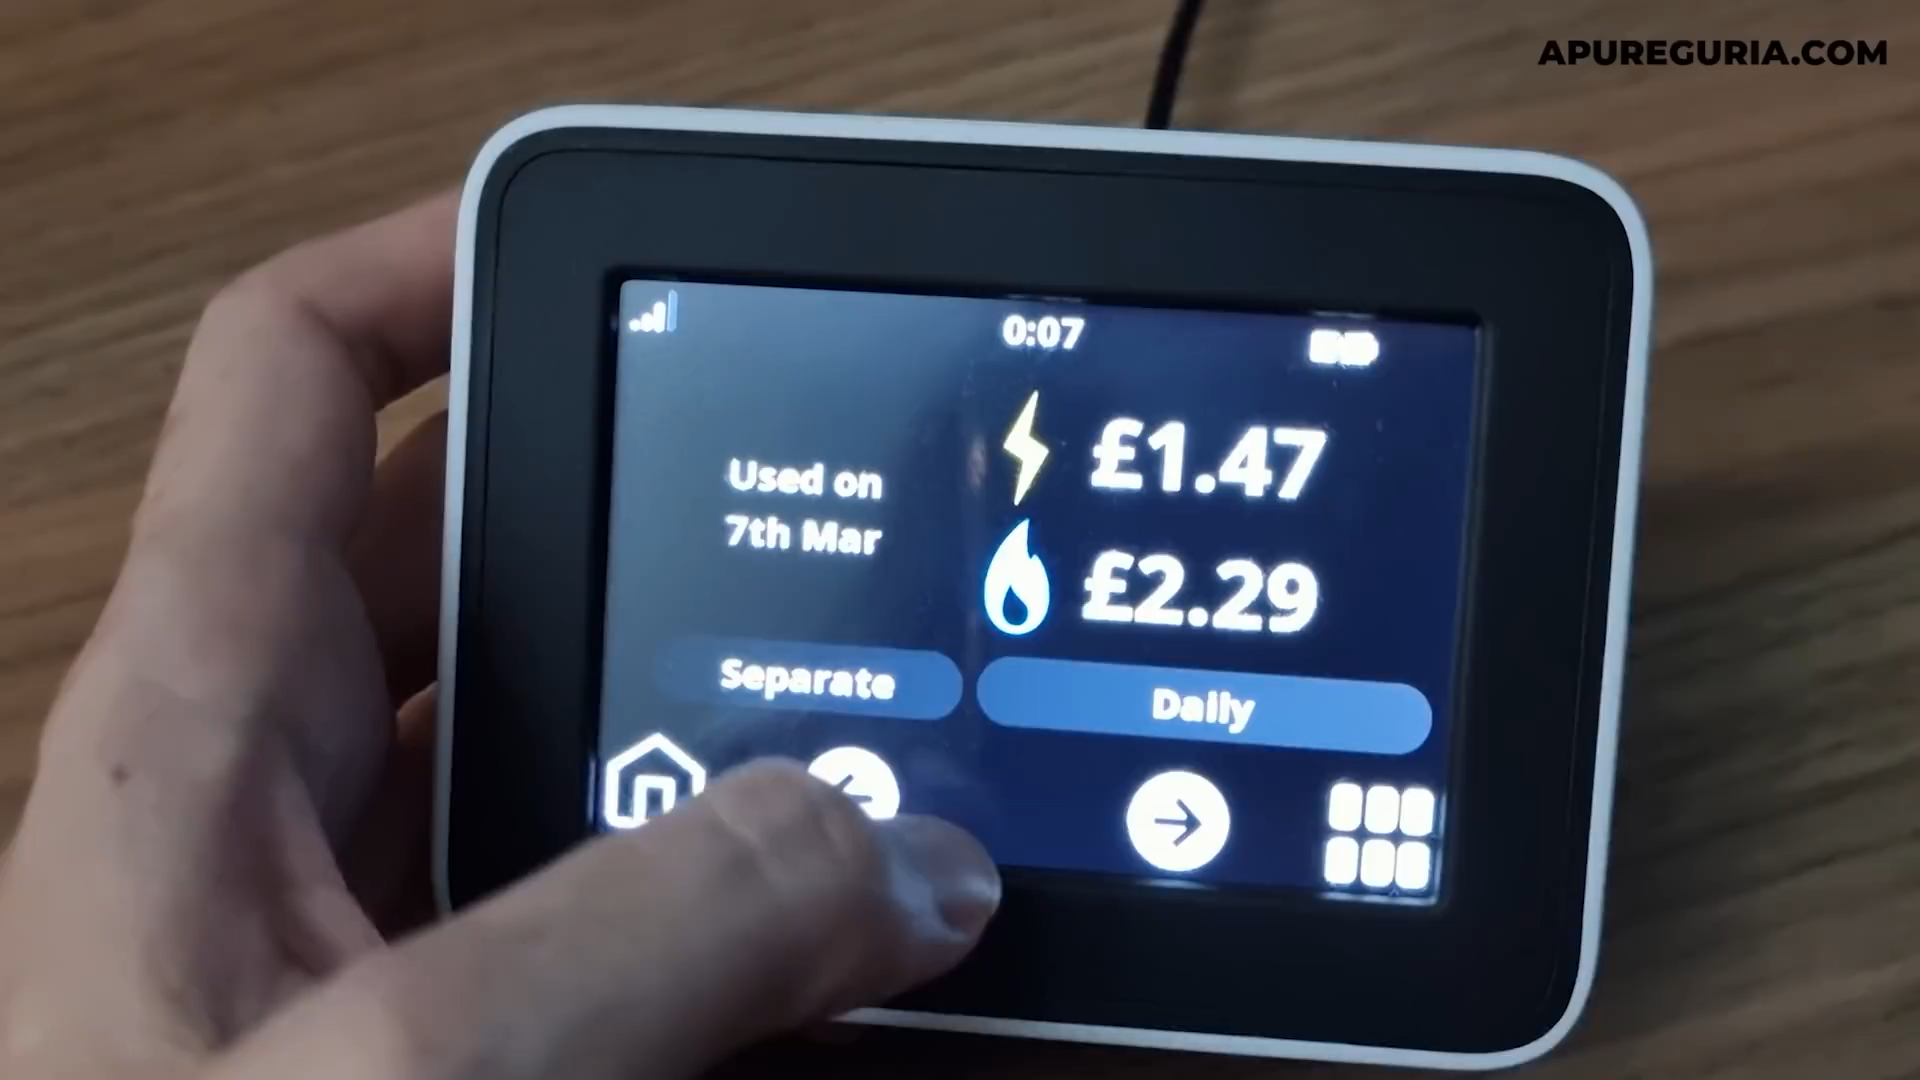 APUREGURIA.COM
0:07
£1.47
Used on
7th Mar
£2.29
Separate
Daily